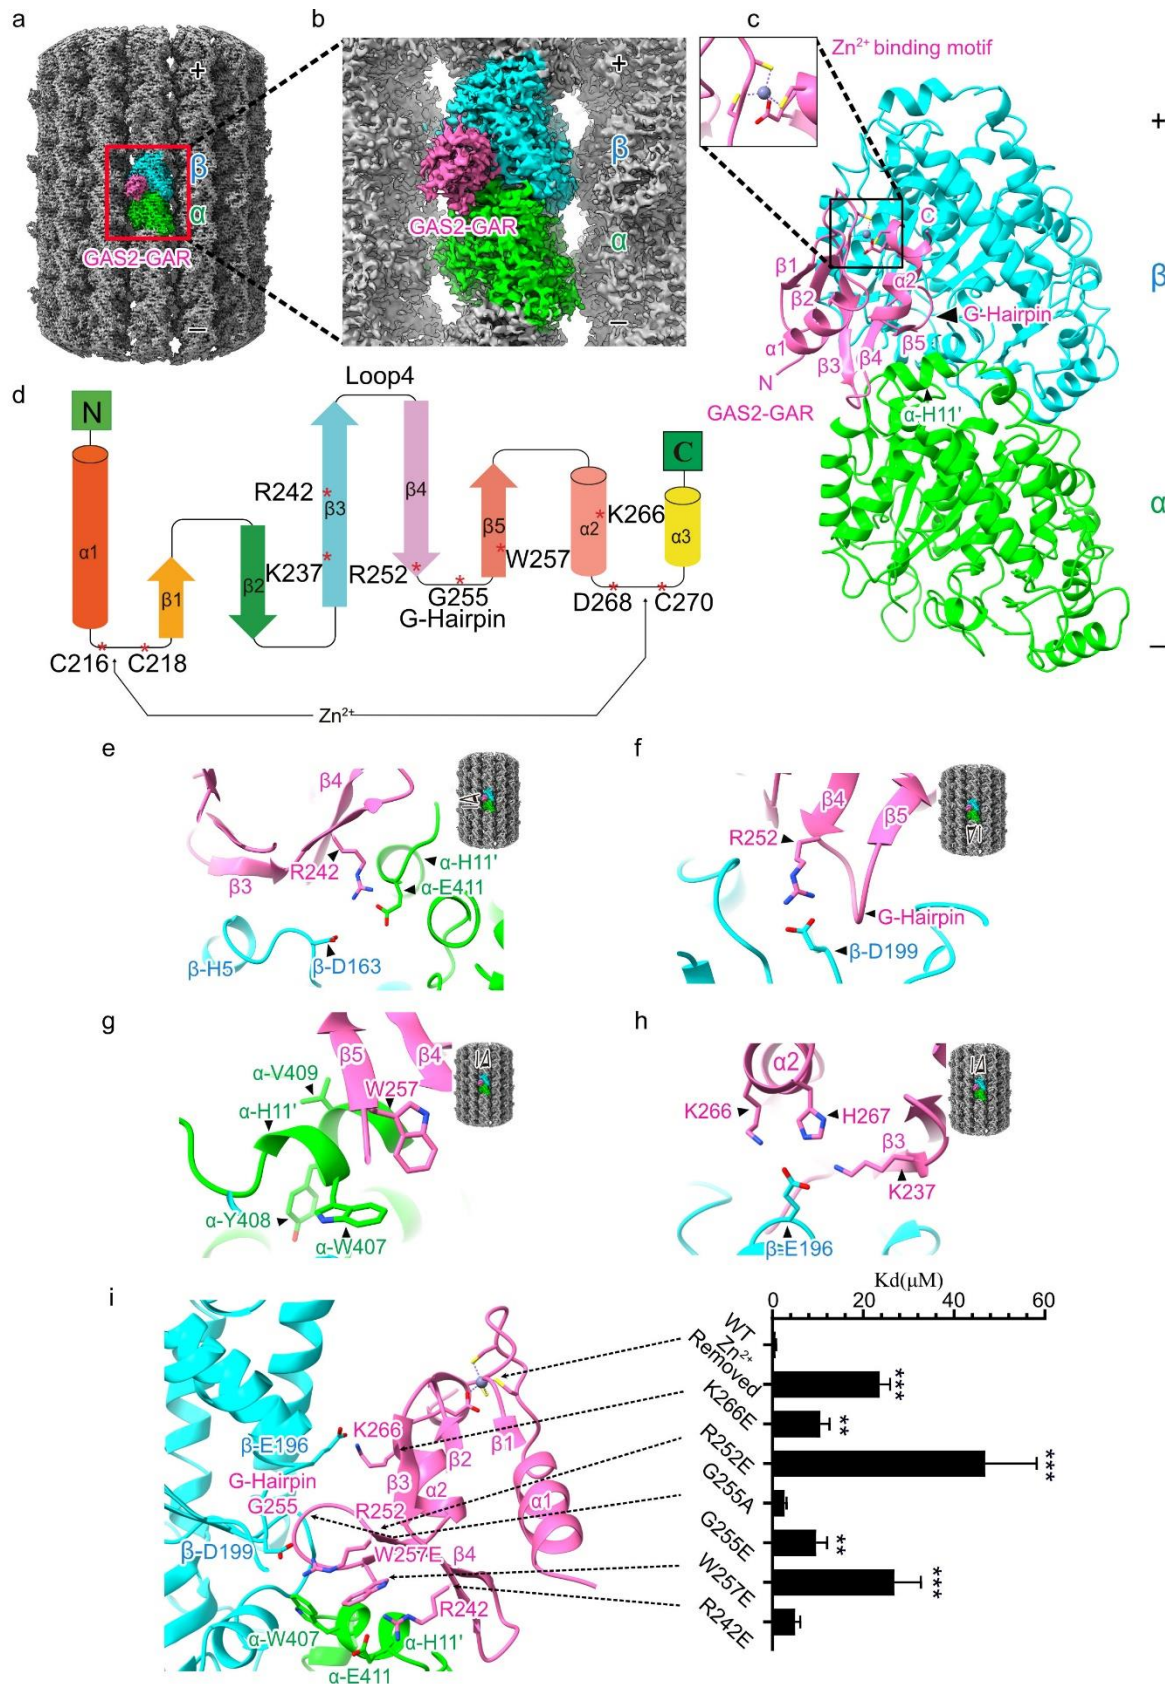 a
+
β
α
GAS2-GAR
–
b
+
β
GAS2-GAR
α
–
c
Zn²⁺ binding motif
+
C
β1
β2
α2
β
G-Hairpin
α1
β5
β4
β3
N
α-H11'
GAS2-GAR
α
–
d
Loop4
N
C
R242 *
β3
β4
* K266
α1
β5
α2
α3
β2
K237 *
* W257
β1
R252 *
*
G255
G-Hairpin
* *
D268 C270
* *
C216 C218
Zn²⁺
e
β4
R242
α-H11'
α-E411
β3
β-H5
β-D163
f
β4
β5
R252
G-Hairpin
β-D199
g
β5
β4
α-V409
W257
α-H11'
α-Y408
α-W407
h
α2
K266
H267
β3
K237
β-E196
i
K266
β-E196
β2
β1
G-Hairpin
β3
G255
α2
R252
α1
β-D199
W257E
β4
R242
α-W407
α-H11'
α-E411
Kd(μM)
0 20 40 60
WT
Zn²⁺
Removed
***
K266E
**
R252E
***
G255A
G255E
**
W257E
***
R242E